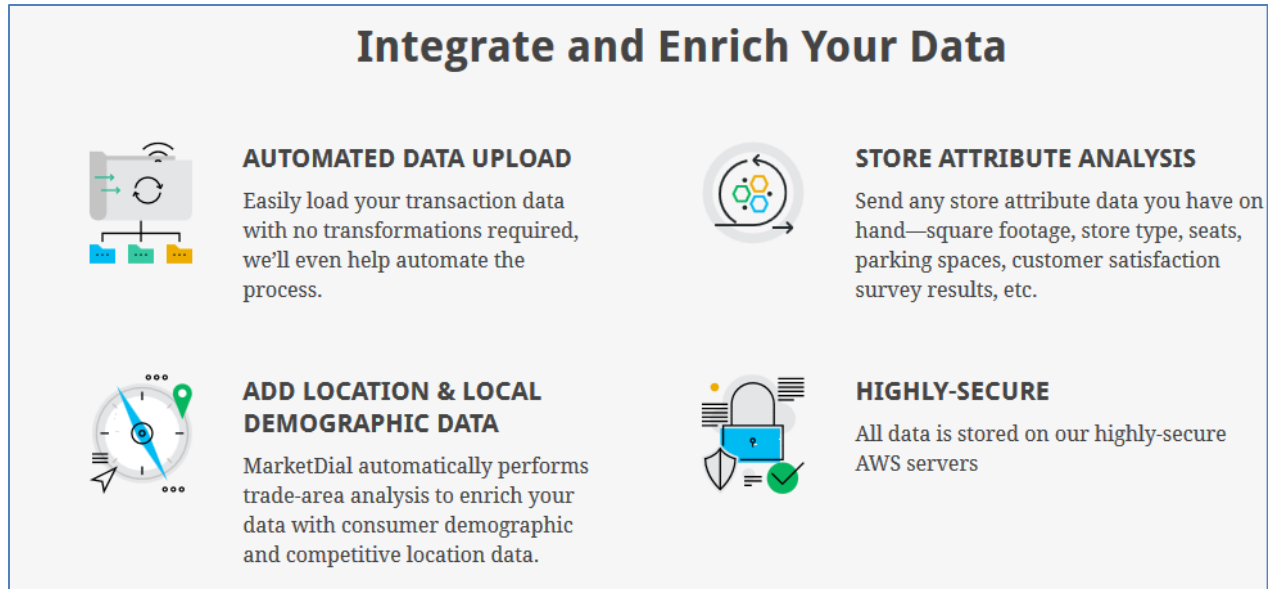 Integrate and Enrich Your Data
AUTOMATED DATA UPLOAD
Easily load your transaction data
with no transformations required,
we’ll even help automate the
process.
STORE ATTRIBUTE ANALYSIS
Send any store attribute data you have on
hand—square footage, store type, seats,
parking spaces, customer satisfaction
survey results, etc.
ADD LOCATION & LOCAL
DEMOGRAPHIC DATA
MarketDial automatically performs
trade-area analysis to enrich your
data with consumer demographic
and competitive location data.
HIGHLY-SECURE
All data is stored on our highly-secure
AWS servers